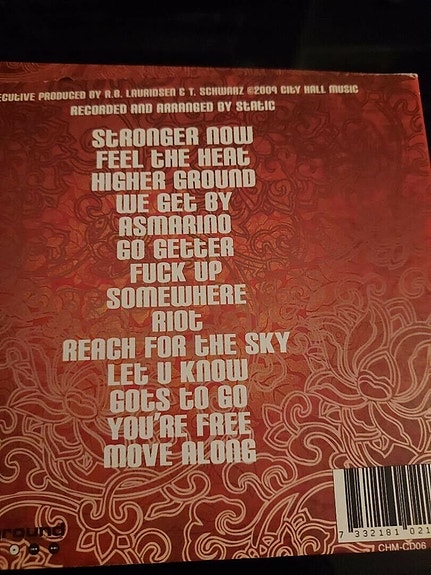 ECUTIVE PRODUCED BY R.B. LAURIDSEN & T. SCHWARZ ©2009 CITY HALL MUSIC
RECORDED AND ARRANGED BY STATIC
STRONGER NOW
FEEL THE HEAT
HIGHER GROUND
WE GET BY
ASMARINO
GO GETTER
FUCK UP
SOMEWHERE
RIOT
REACH FOR THE SKY
LET U KNOW
GOTS TO GO
YOU'RE FREE
MOVE ALONG
round
7 332181 021
CHM-CD06